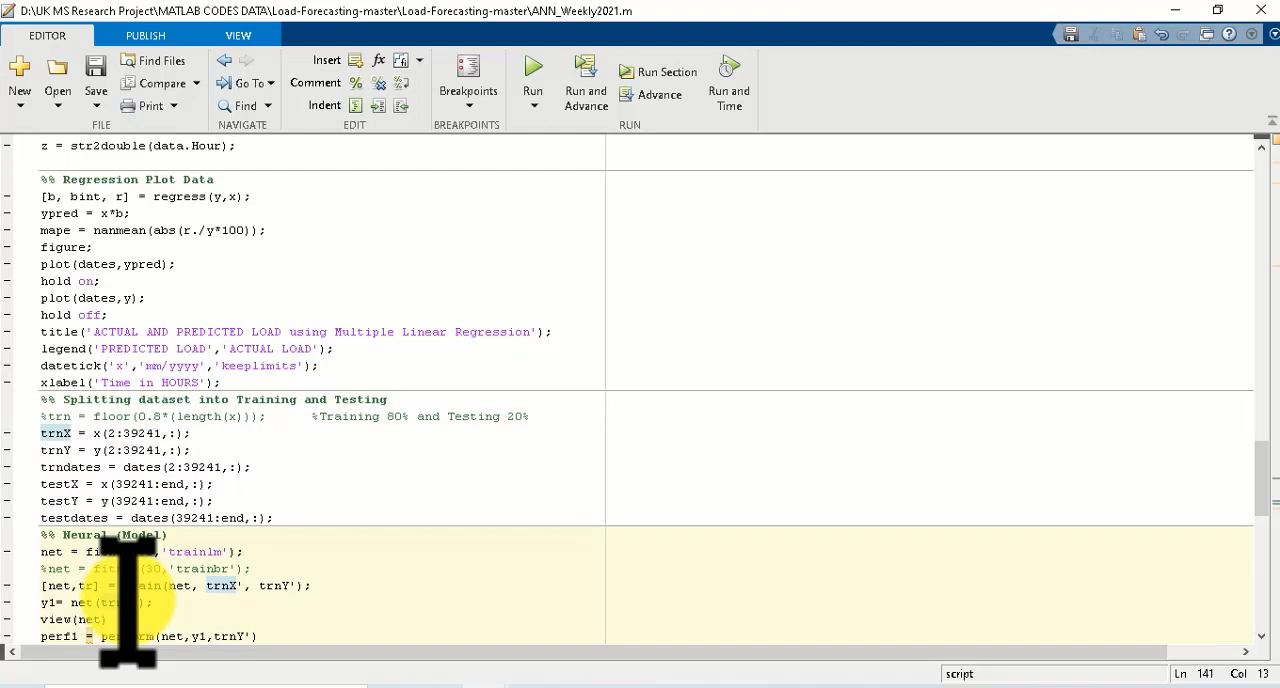 D:\UK MS Research Project\MATLAB CODES DATA\Load-Forecasting-master\Load-Forecasting-master\ANN_Weekly2021.m
EDITOR PUBLISH VIEW
New Open Save
Find Files
Compare
Print
Go To
Find
Insert
Comment
Indent
fx
Breakpoints
Run
Run and Advance
Run Section
Advance
Run and Time
FILE NAVIGATE EDIT BREAKPOINTS RUN
z = str2double(data.Hour);
%% Regression Plot Data
[b, bint, r] = regress(y,x);
ypred = x*b;
mape = nanmean(abs(r./y*100));
figure;
plot(dates,ypred);
hold on;
plot(dates,y);
hold off;
title('ACTUAL AND PREDICTED LOAD using Multiple Linear Regression');
legend('PREDICTED LOAD','ACTUAL LOAD');
datetick('x','mm/yyyy','keeplimits');
xlabel('Time in HOURS');
%% Splitting dataset into Training and Testing
%trn = floor(0.8*(length(x))); %Training 80% and Testing 20%
trnX = x(2:39241,:);
trnY = y(2:39241,:);
trndates = dates(2:39241,:);
testX = x(39241:end,:);
testY = y(39241:end,:);
testdates = dates(39241:end,:);
%% Neural (Model)
net = 'trainlm');
%net = (30,'trainbr');
[net,tr] = (net, trnX', trnY');
y1= net(
view(net)
perf1 = (net,y1,trnY')
script Ln 141 Col 13